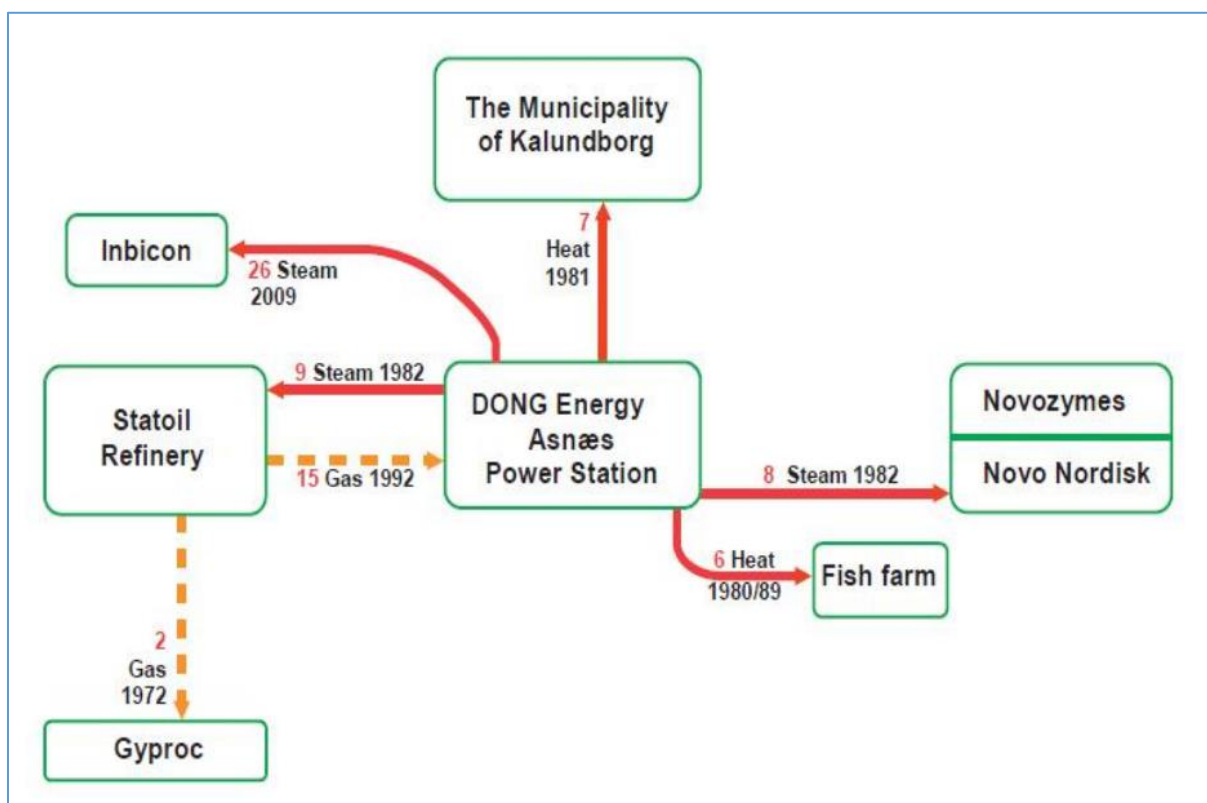 The Municipality
of Kalundborg
7
Heat
1981
Inbicon
26 Steam
2009
9 Steam 1982
Statoil
Refinery
15 Gas 1992
DONG Energy
Asnæs
Power Station
Novozymes
Novo Nordisk
8 Steam 1982
6 Heat
1980/89
Fish farm
2
Gas
1972
Gyproc